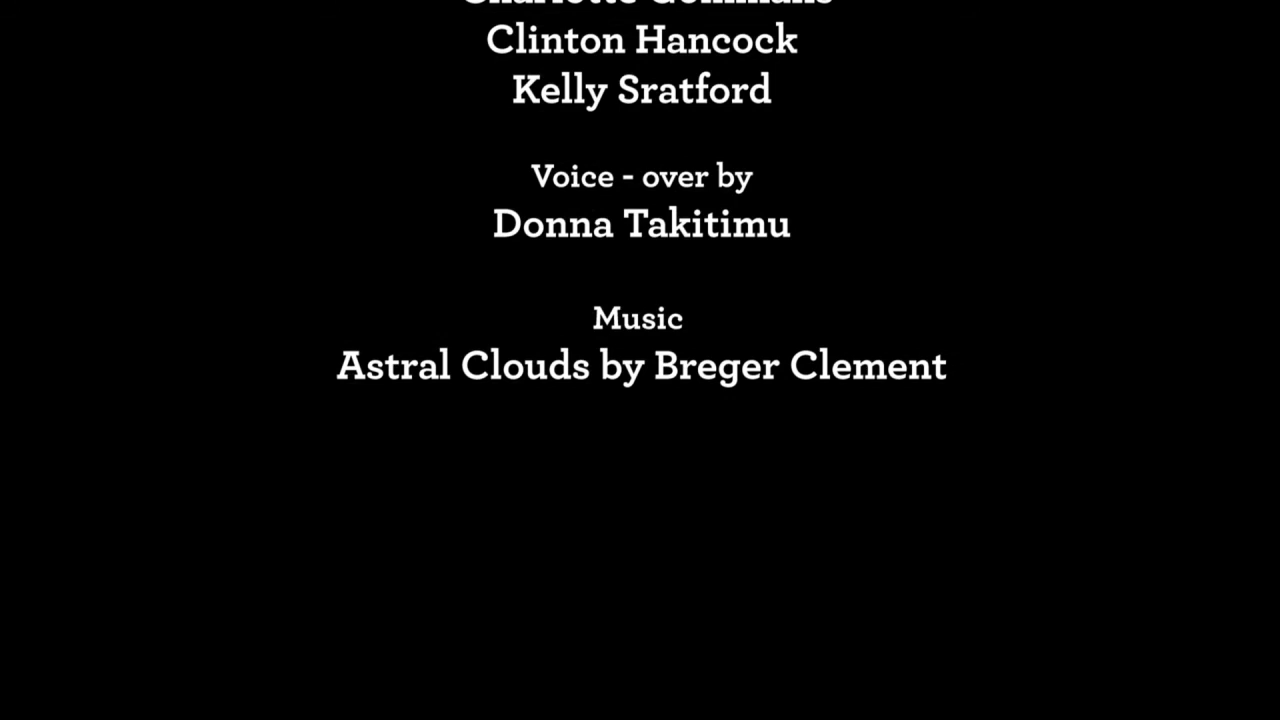 Clinton Hancock
Kelly Sratford
Voice - over by
Donna Takitimu
Music
Astral Clouds by Breger Clement